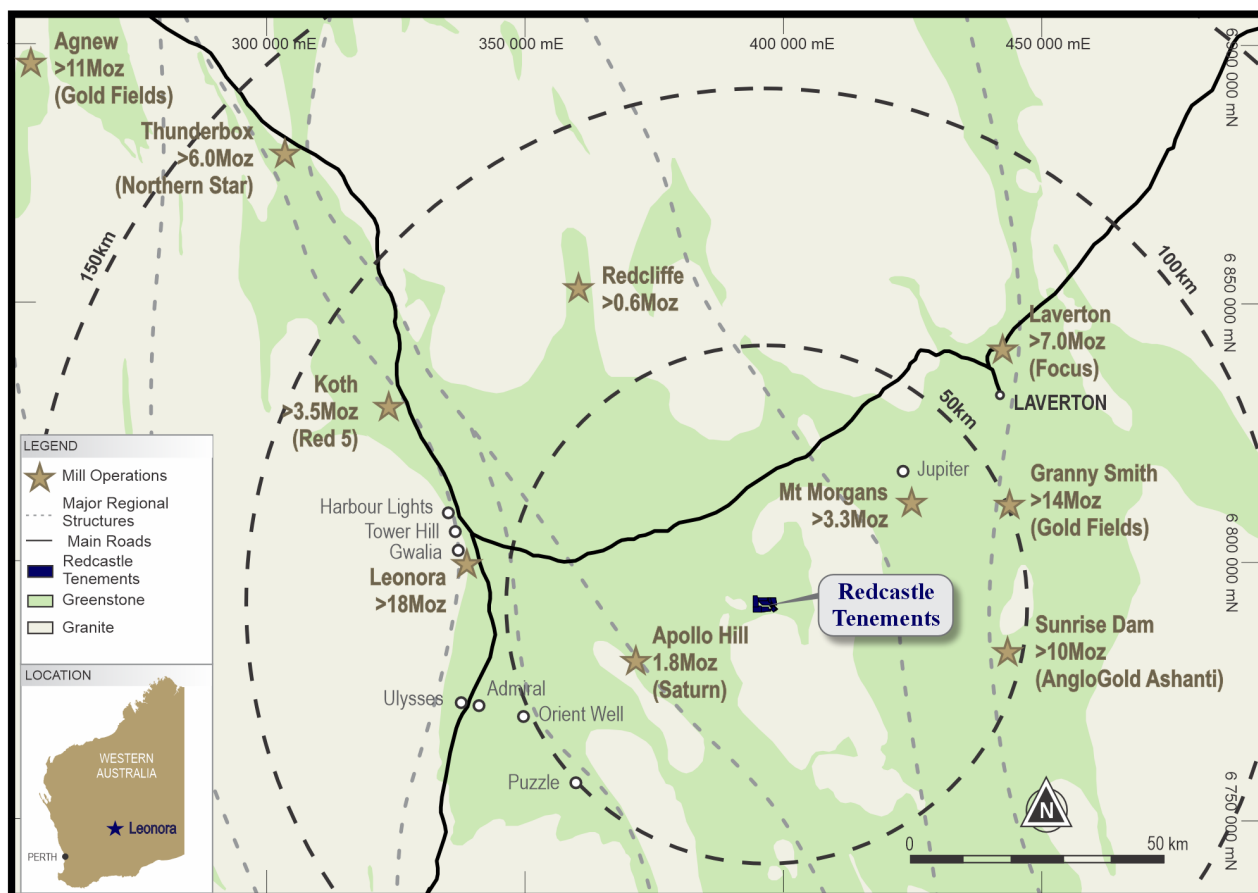 300 000 mE
350 000 mE
400 000 mE
450 000 mE
6 900 000 mN
Agnew
>11Moz
(Gold Fields)
Thunderbox
>6.0Moz
(Northern Star)
150km
100km
Redcliffe
>0.6Moz
6 850 000 mN
Laverton
>7.0Moz
(Focus)
Koth
>3.5Moz
(Red 5)
50km
LAVERTON
Jupiter
Mt Morgans
>3.3Moz
Granny Smith
>14Moz
(Gold Fields)
Harbour Lights
Tower Hill
Gwalia
Leonora
>18Moz
6 800 000 mN
Redcastle
Tenements
Apollo Hill
1.8Moz
(Saturn)
Sunrise Dam
>10Moz
(AngloGold Ashanti)
Ulysses
Admiral
Orient Well
Puzzle
6 750 000 mN
N
0
50 km
LEGEND
Mill Operations
Major Regional
Structures
Main Roads
Redcastle
Tenements
Greenstone
Granite
LOCATION
WESTERN
AUSTRALIA
Leonora
PERTH